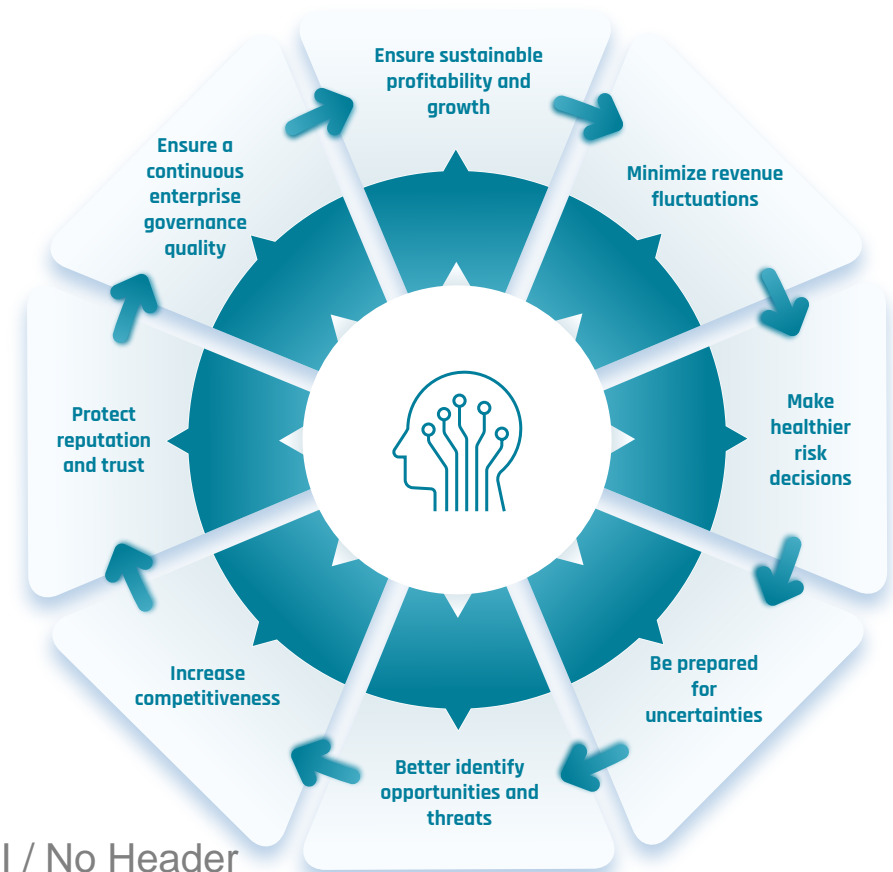 Ensure sustainable
profitability and
growth
Minimize revenue
fluctuations
Make
healthier
risk
decisions
Be prepared
for
uncertainties
Better identify
opportunities and
threats
Increase
competitiveness
Protect
reputation
and trust
Ensure a
continuous
enterprise
governance
quality
/ No Header